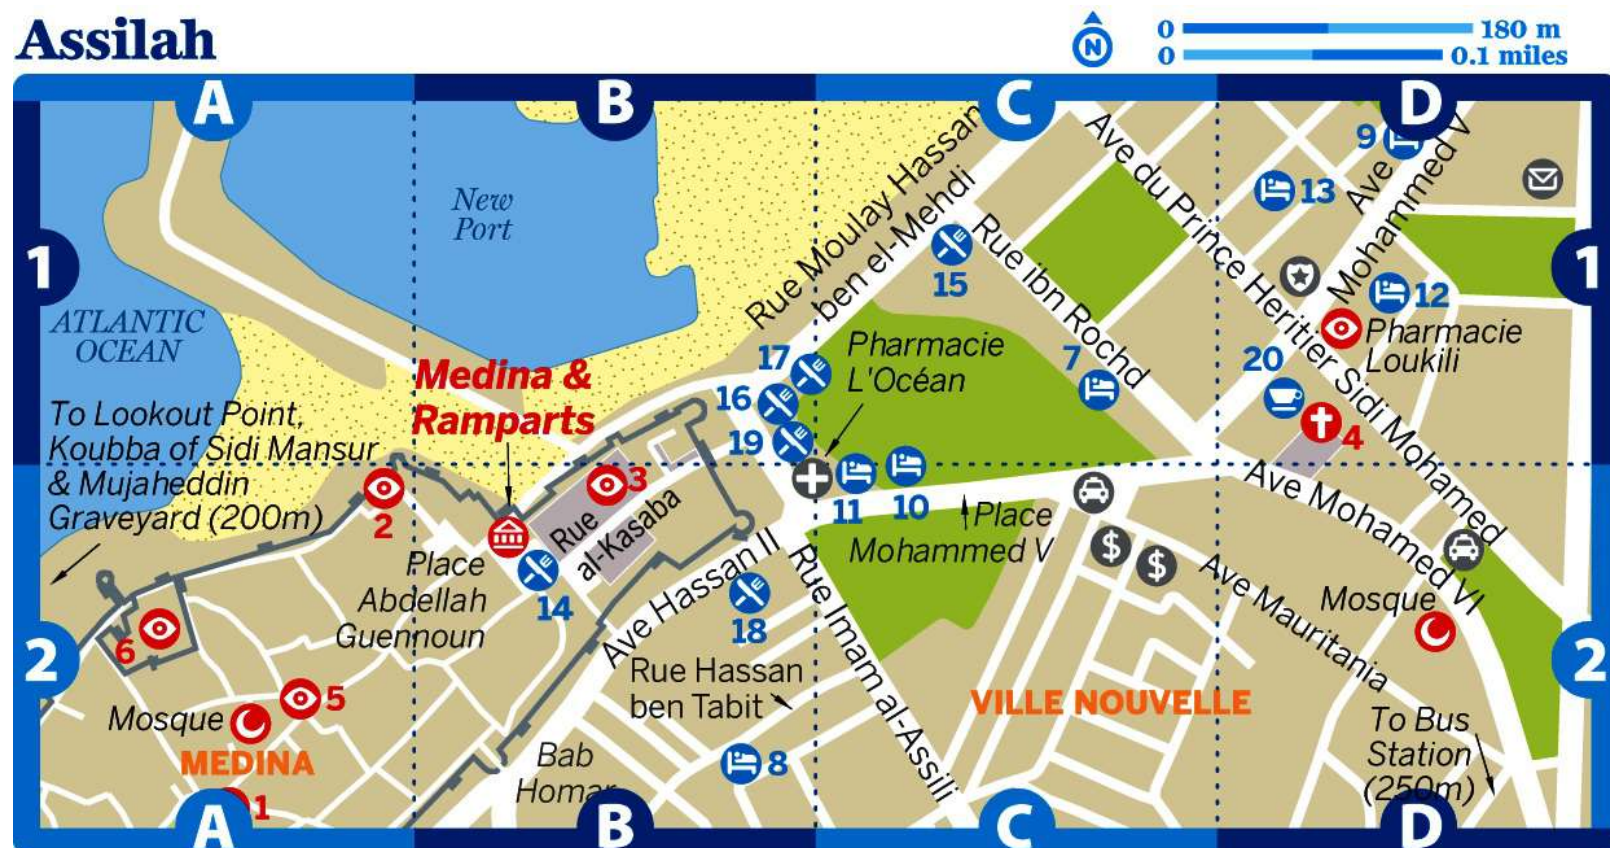 Assilah
N
0 180 m
0 0.1 miles
A
B
C
D
1
1
2
2
New
Port
ATLANTIC
OCEAN
Rue Moulay Hassan
ben el-Mehdi
Ave du Prince Heritier Sidi Mohamed
Rue ibn Rochd
Ave
Mohammed V
9
13
12
15
7
20
Pharmacie
Loukili
4
Pharmacie
L'Océan
17
16
19
Medina &
Ramparts
To Lookout Point,
Koubba of Sidi Mansur
& Mujaheddin
Graveyard (200m)
2
3
Rue
al-Kasaba
11
10
Place
Mohammed V
Ave Mohamed VI
$
$
Ave Mauritania
Mosque
Place
Abdellah
Guennoun
14
Ave Hassan II
18
Rue Imam al-Assili
Rue Hassan
ben Tabit
6
5
Mosque
MEDINA
1
Bab
Homar
8
VILLE NOUVELLE
To Bus
Station
(250m)
A
B
C
D